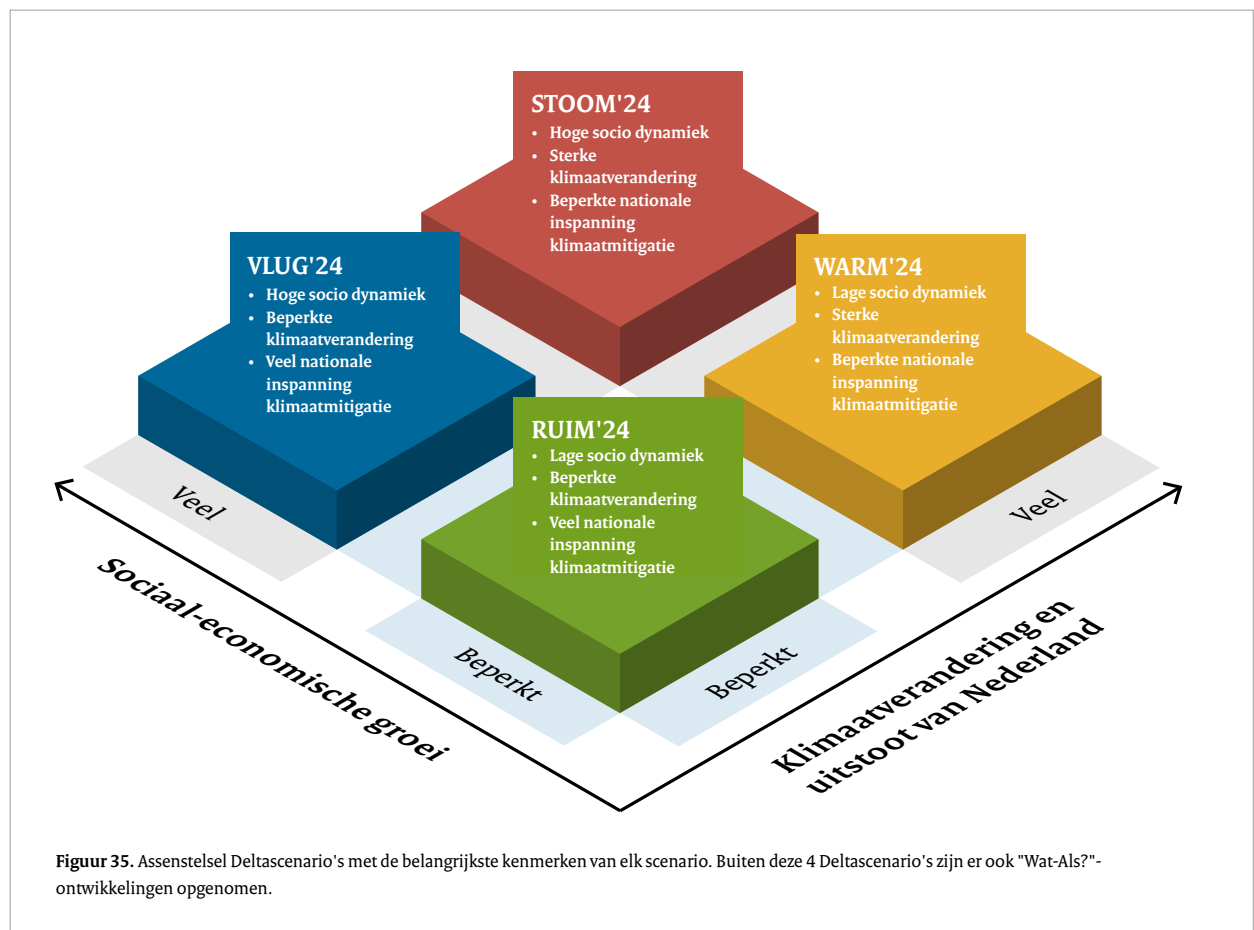 STOOM'24
• Hoge socio dynamiek
• Sterke
klimaatverandering
• Beperkte nationale
inspanning
klimaatmitigatie
VLUG'24
• Hoge socio dynamiek
• Beperkte
klimaatverandering
• Veel nationale
inspanning
klimaatmitigatie
WARM'24
• Lage socio dynamiek
• Sterke
klimaatverandering
• Beperkte nationale
inspanning
klimaatmitigatie
RUIM'24
• Lage socio dynamiek
• Beperkte
klimaatverandering
• Veel nationale
inspanning
klimaatmitigatie
Veel
Beperkt
Sociaal-economische groei
Beperkt
Veel
Klimaatverandering en
uitstoot van Nederland
Figuur 35. Assenstelsel Deltascenario's met de belangrijkste kenmerken van elk scenario. Buiten deze 4 Deltascenario's zijn er ook "Wat-Als?"-
ontwikkelingen opgenomen.